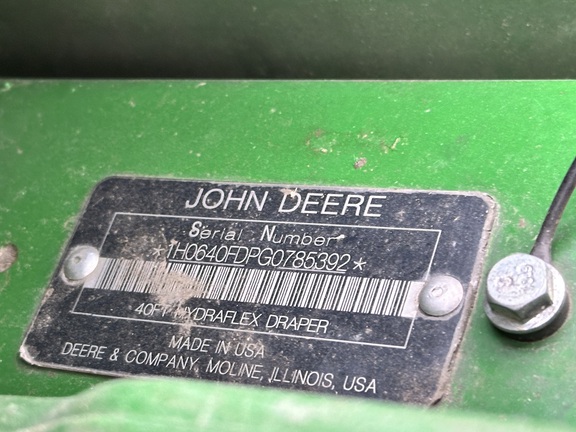 JOHN DEERE
Serial Number
*1H0640FDPG0785392*
40FT HYDRAFLEX DRAPER
MADE IN USA
DEERE & COMPANY, MOLINE, ILLINOIS, USA